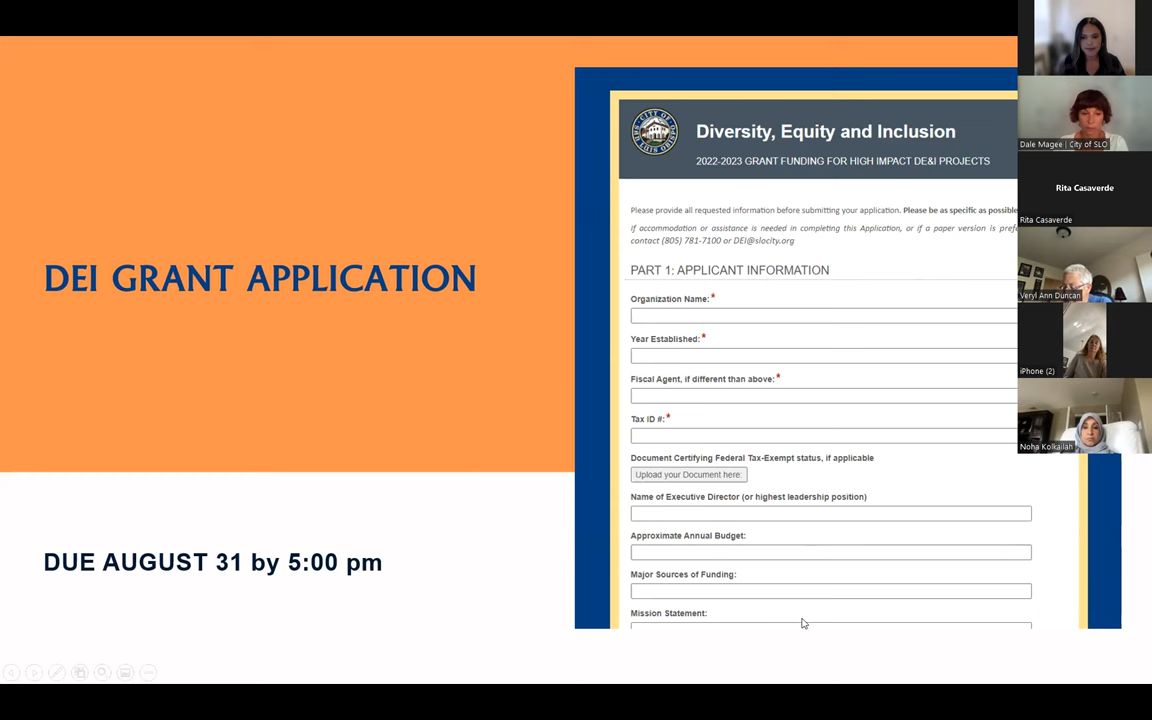 DEI GRANT APPLICATION
DUE AUGUST 31 by 5:00 pm
CITY OF
SAN LUIS OBISPO
Diversity, Equity and Inclusion
2022-2023 GRANT FUNDING FOR HIGH IMPACT DE&I PROJECTS
Please provide all requested information before submitting your application. Please be as specific as possible
If accommodation or assistance is needed in completing this Application, or if a paper version is prefe
contact (805) 781-7100 or DEI@slocity.org
PART 1: APPLICANT INFORMATION
Organization Name:*
Year Established:*
Fiscal Agent, if different than above:*
Tax ID #:*
Document Certifying Federal Tax-Exempt status, if applicable
Upload your Document here:
Name of Executive Director (or highest leadership position)
Approximate Annual Budget:
Major Sources of Funding:
Mission Statement:
Dale Magee | City of SLO
Rita Casaverde
Rita Casaverde
Veryl Ann Duncan
iPhone (2)
Noha Kolkailah